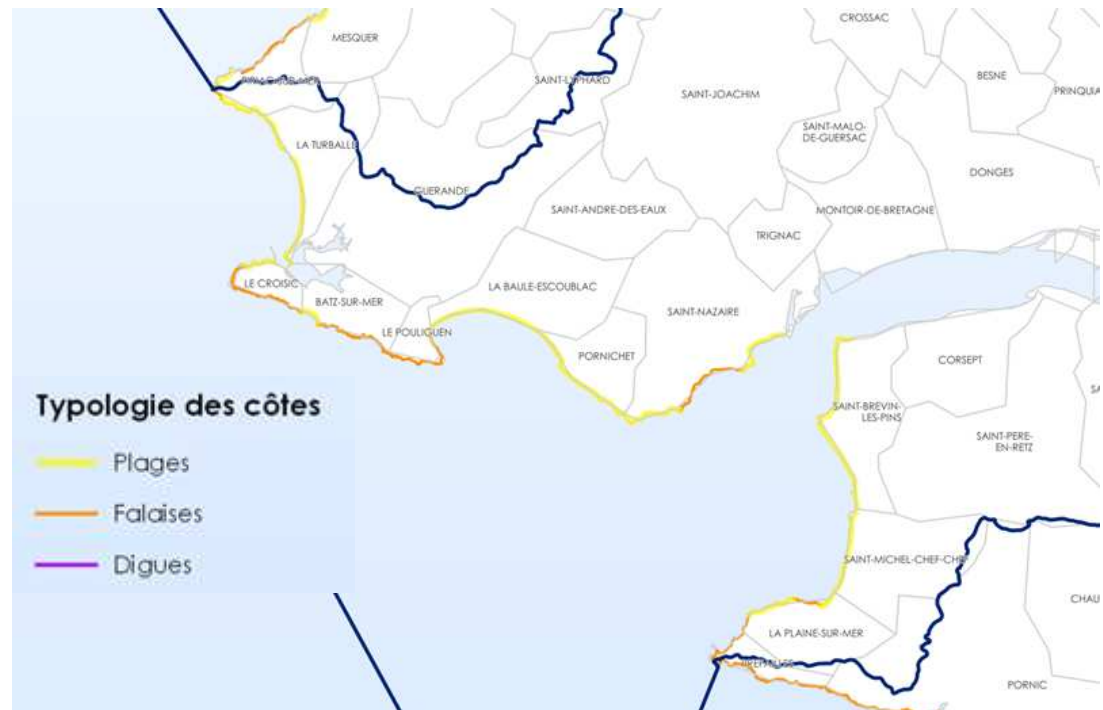 CROSSAC
MESQUER
BESNE
SAINT-LYPHARD
SAINT-JOACHIM
PRINQUIA
SAINT-MALO-
DE-GUERSAC
LA TURBALLE
DONGES
GUERANDE
SAINT-ANDRE-DES-EAUX
MONTOIR-DE-BRETAGNE
TRIGNAC
LE CROISIC
LA BAULE-ESCOUBLAC
BATZ-SUR-MER
SAINT-NAZAIRE
LE POULIGUEN
PORNICHET
CORSEPT
SA
Typologie des côtes
SAINT-BREVIN-
LES-PINS
SAINT-PERE-
EN-RETZ
Plages
Falaises
Digues
SAINT-MICHEL-CHEF-CHEF
CHAU
LA PLAINE-SUR-MER
PREFAILLES
PORNIC